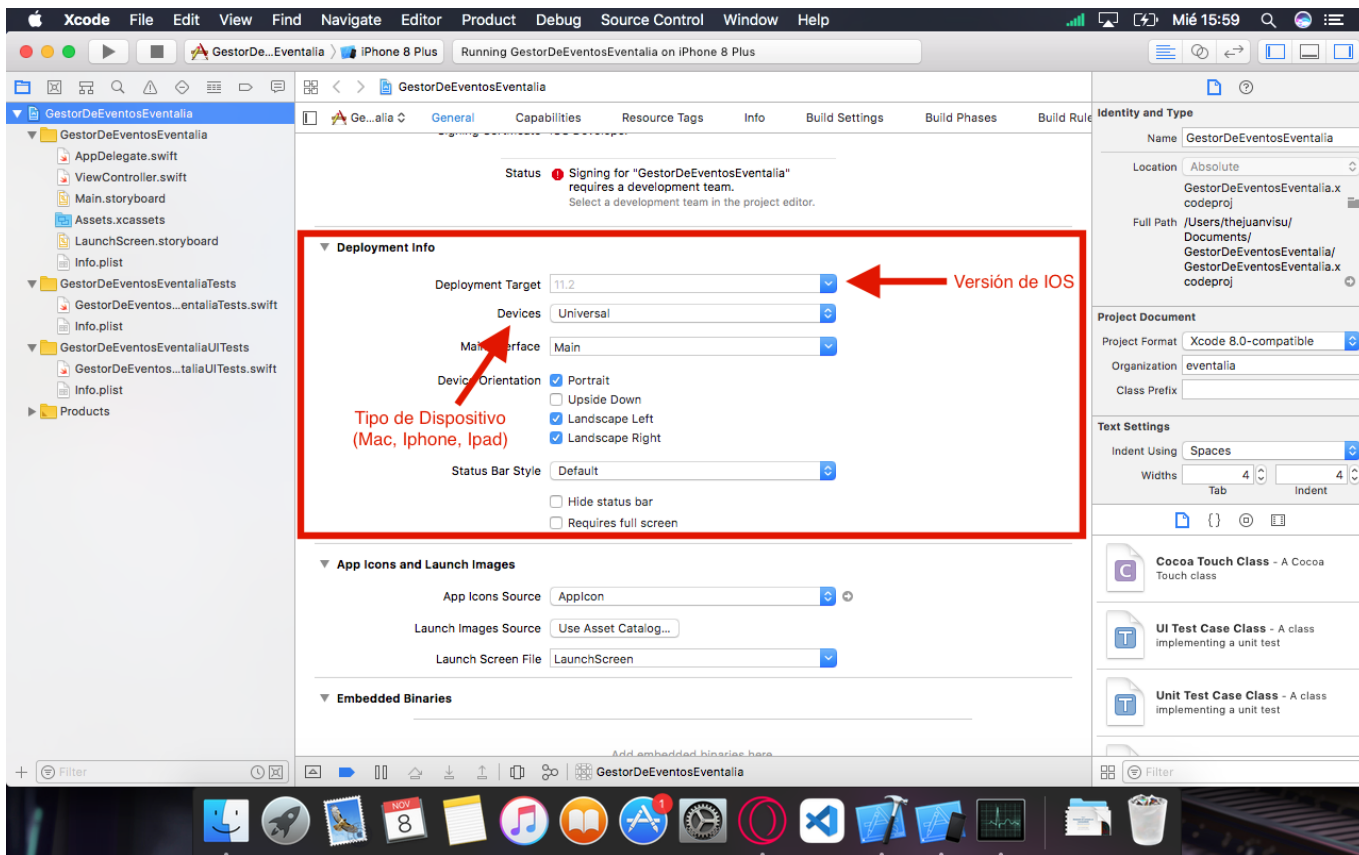 Xcode File Edit View Find Navigate Editor Product Debug Source Control Window Help Mié 15:59
GestorDe...Eventalia iPhone 8 Plus Running GestorDeEventosEventalia on iPhone 8 Plus
GestorDeEventosEventalia
GestorDeEventosEventalia
AppDelegate.swift
ViewController.swift
Main.storyboard
Assets.xcassets
LaunchScreen.storyboard
Info.plist
GestorDeEventosEventaliaTests
GestorDeEventos...entaliaTests.swift
Info.plist
GestorDeEventosEventaliaUITests
GestorDeEventos...taliaUITests.swift
Info.plist
Products
Filter
GestorDeEventosEventalia
Ge...alia General Capabilities Resource Tags Info Build Settings Build Phases Build Rule
Status Signing for "GestorDeEventosEventalia"
requires a development team.
Select a development team in the project editor.
Deployment Info
Deployment Target 11.2
Versión de IOS
Devices Universal
Main Interface Main
Device Orientation Portrait
Upside Down
Landscape Left
Landscape Right
Tipo de Dispositivo
(Mac, Iphone, Ipad)
Status Bar Style Default
Hide status bar
Requires full screen
App Icons and Launch Images
App Icons Source AppIcon
Launch Images Source Use Asset Catalog...
Launch Screen File LaunchScreen
Embedded Binaries
Add embedded binaries here
GestorDeEventosEventalia
Identity and Type
Name GestorDeEventosEventalia
Location Absolute
GestorDeEventosEventalia.x
codeproj
Full Path /Users/thejuanvisu/
Documents/
GestorDeEventosEventalia/
GestorDeEventosEventalia.x
codeproj
Project Document
Project Format Xcode 8.0-compatible
Organization eventalia
Class Prefix
Text Settings
Indent Using Spaces
Widths 4 4
Tab Indent
{}
Cocoa Touch Class - A Cocoa
Touch class
UI Test Case Class - A class
implementing a unit test
Unit Test Case Class - A class
implementing a unit test
Filter
NOV
8
1